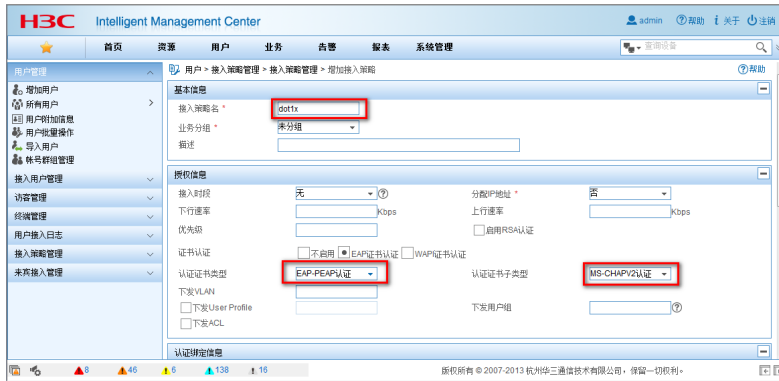 H3C Intelligent Management Center admin 帮助 i 关于 注销
首页 资源 用户 业务 告警 报表 系统管理 查询设备
用户管理
增加用户
所有用户
用户附加信息
用户批量操作
导入用户
帐号群组管理
接入用户管理
访客管理
终端管理
用户接入日志
接入策略管理
来宾接入管理
用户 > 接入策略管理 > 接入策略管理 > 增加接入策略 帮助
基本信息
接入策略名 * dot1x
业务分组 * 未分组
描述
授权信息
接入时段 无 分配IP地址 * 否
下行速率 Kbps 上行速率 Kbps
优先级 启用RSA认证
证书认证 不启用 EAP证书认证 WAPI证书认证
认证证书类型 EAP-PEAP认证 认证证书子类型 MS-CHAPV2认证
下发VLAN
下发User Profile 下发用户组
下发ACL
认证绑定信息
8 46 6 138 16 版权所有 © 2007-2013 杭州华三通信技术有限公司，保留一切权利。